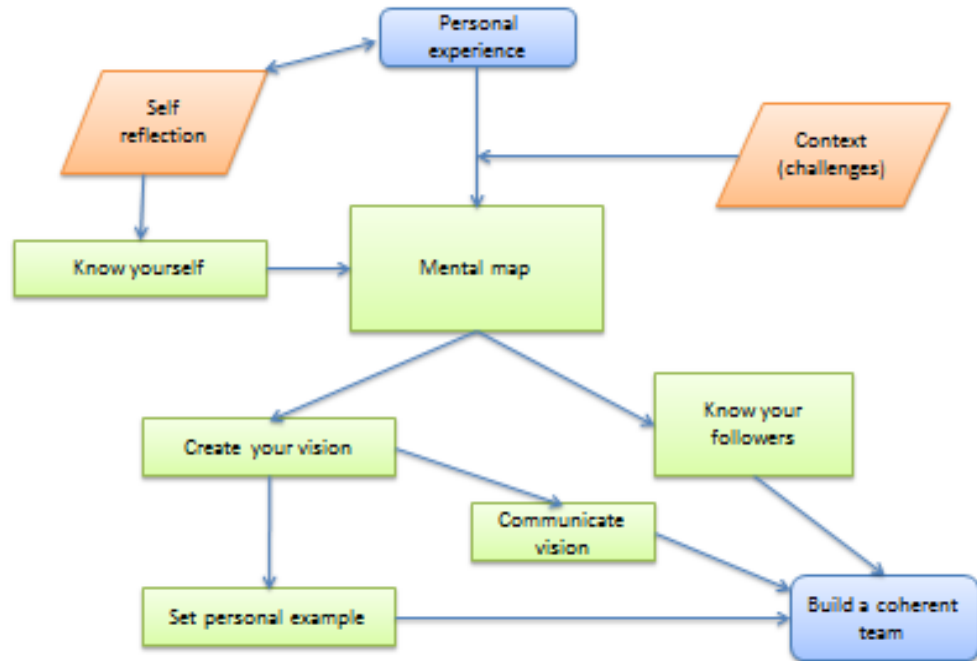 Personal
experience
Self
reflection
Context
(challenges)
Know yourself
Mental map
Know your
followers
Create your vision
Communicate
vision
Set personal example
Build a coherent
team